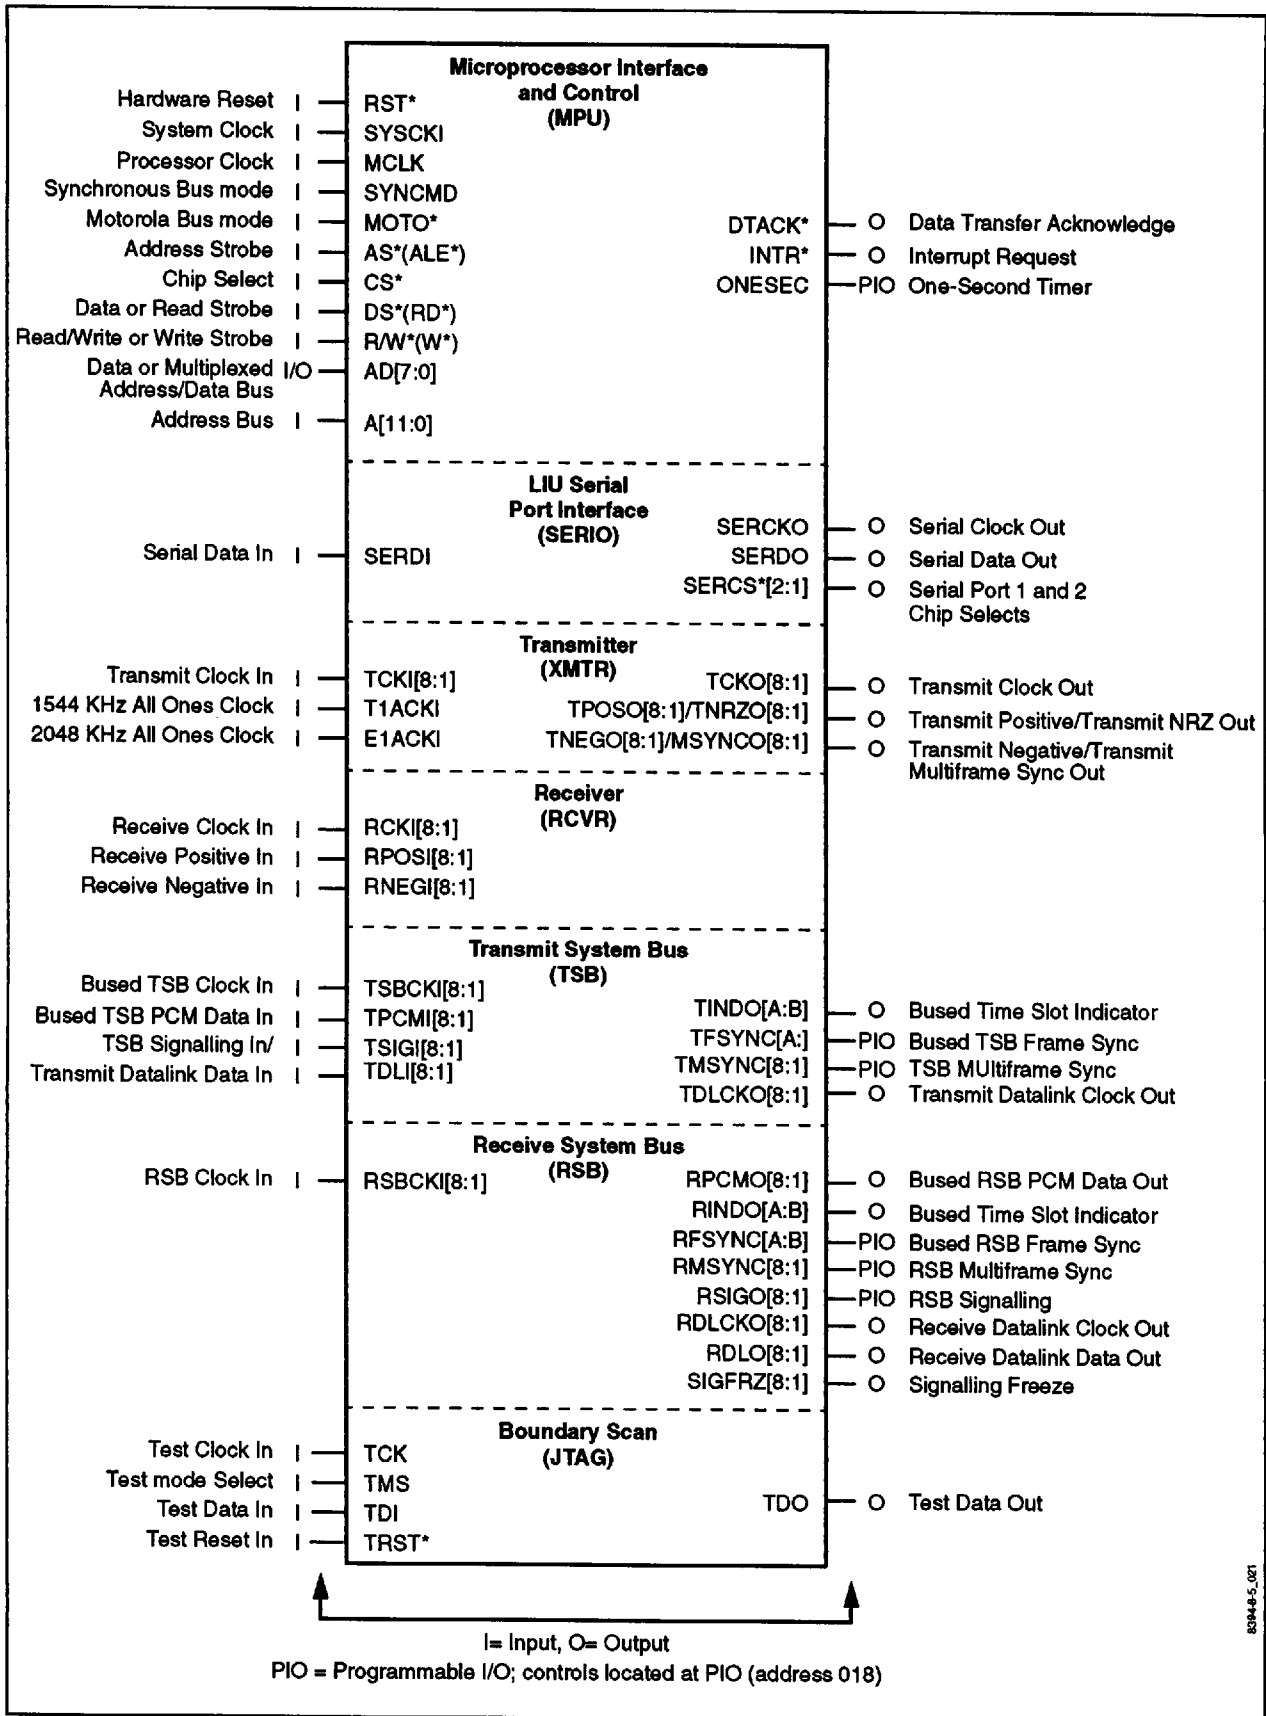 Microprocessor Interface
and Control
(MPU)
Hardware Reset I RST*
System Clock I SYSCKI
Processor Clock I MCLK
Synchronous Bus mode I SYNCMD
Motorola Bus mode I MOTO* DTACK* O Data Transfer Acknowledge
Address Strobe I AS*(ALE*) INTR* O Interrupt Request
Chip Select I CS* ONESEC PIO One-Second Timer
Data or Read Strobe I DS*(RD*)
Read/Write or Write Strobe I R/W*(W*)
Data or Multiplexed I/O AD[7:0]
Address/Data Bus
Address Bus I A[11:0]
LIU Serial
Port Interface
(SERIO)
SERCKO O Serial Clock Out
Serial Data In I SERDI SERDO O Serial Data Out
SERCS*[2:1] O Serial Port 1 and 2
Chip Selects
Transmitter
(XMTR)
Transmit Clock In I TCKI[8:1] TCKO[8:1] O Transmit Clock Out
1544 KHz All Ones Clock I T1ACKI TPOSO[8:1]/TNRZO[8:1] O Transmit Positive/Transmit NRZ Out
2048 KHz All Ones Clock I E1ACKI TNEGO[8:1]/MSYNCO[8:1] O Transmit Negative/Transmit
Multiframe Sync Out
Receiver
(RCVR)
Receive Clock In I RCKI[8:1]
Receive Positive In I RPOSI[8:1]
Receive Negative In I RNEGI[8:1]
Transmit System Bus
(TSB)
Bused TSB Clock In I TSBCKI[8:1]
Bused TSB PCM Data In I TPCMI[8:1] TINDO[A:B] O Bused Time Slot Indicator
TSB Signalling In/ I TSIGI[8:1] TFSYNC[A:] PIO Bused TSB Frame Sync
Transmit Datalink Data In I TDLI[8:1] TMSYNC[8:1] PIO TSB MUltiframe Sync
TDLCKO[8:1] O Transmit Datalink Clock Out
Receive System Bus
(RSB)
RSB Clock In I RSBCKI[8:1] RPCMO[8:1] O Bused RSB PCM Data Out
RINDO[A:B] O Bused Time Slot Indicator
RFSYNC[A:B] PIO Bused RSB Frame Sync
RMSYNC[8:1] PIO RSB Multiframe Sync
RSIGO[8:1] PIO RSB Signalling
RDLCKO[8:1] O Receive Datalink Clock Out
RDLO[8:1] O Receive Datalink Data Out
SIGFRZ[8:1] O Signalling Freeze
Boundary Scan
(JTAG)
Test Clock In I TCK
Test mode Select I TMS
Test Data In I TDI TDO O Test Data Out
Test Reset In I TRST*
I= Input, O= Output
PIO = Programmable I/O; controls located at PIO (address 018)
8394-8-5_021